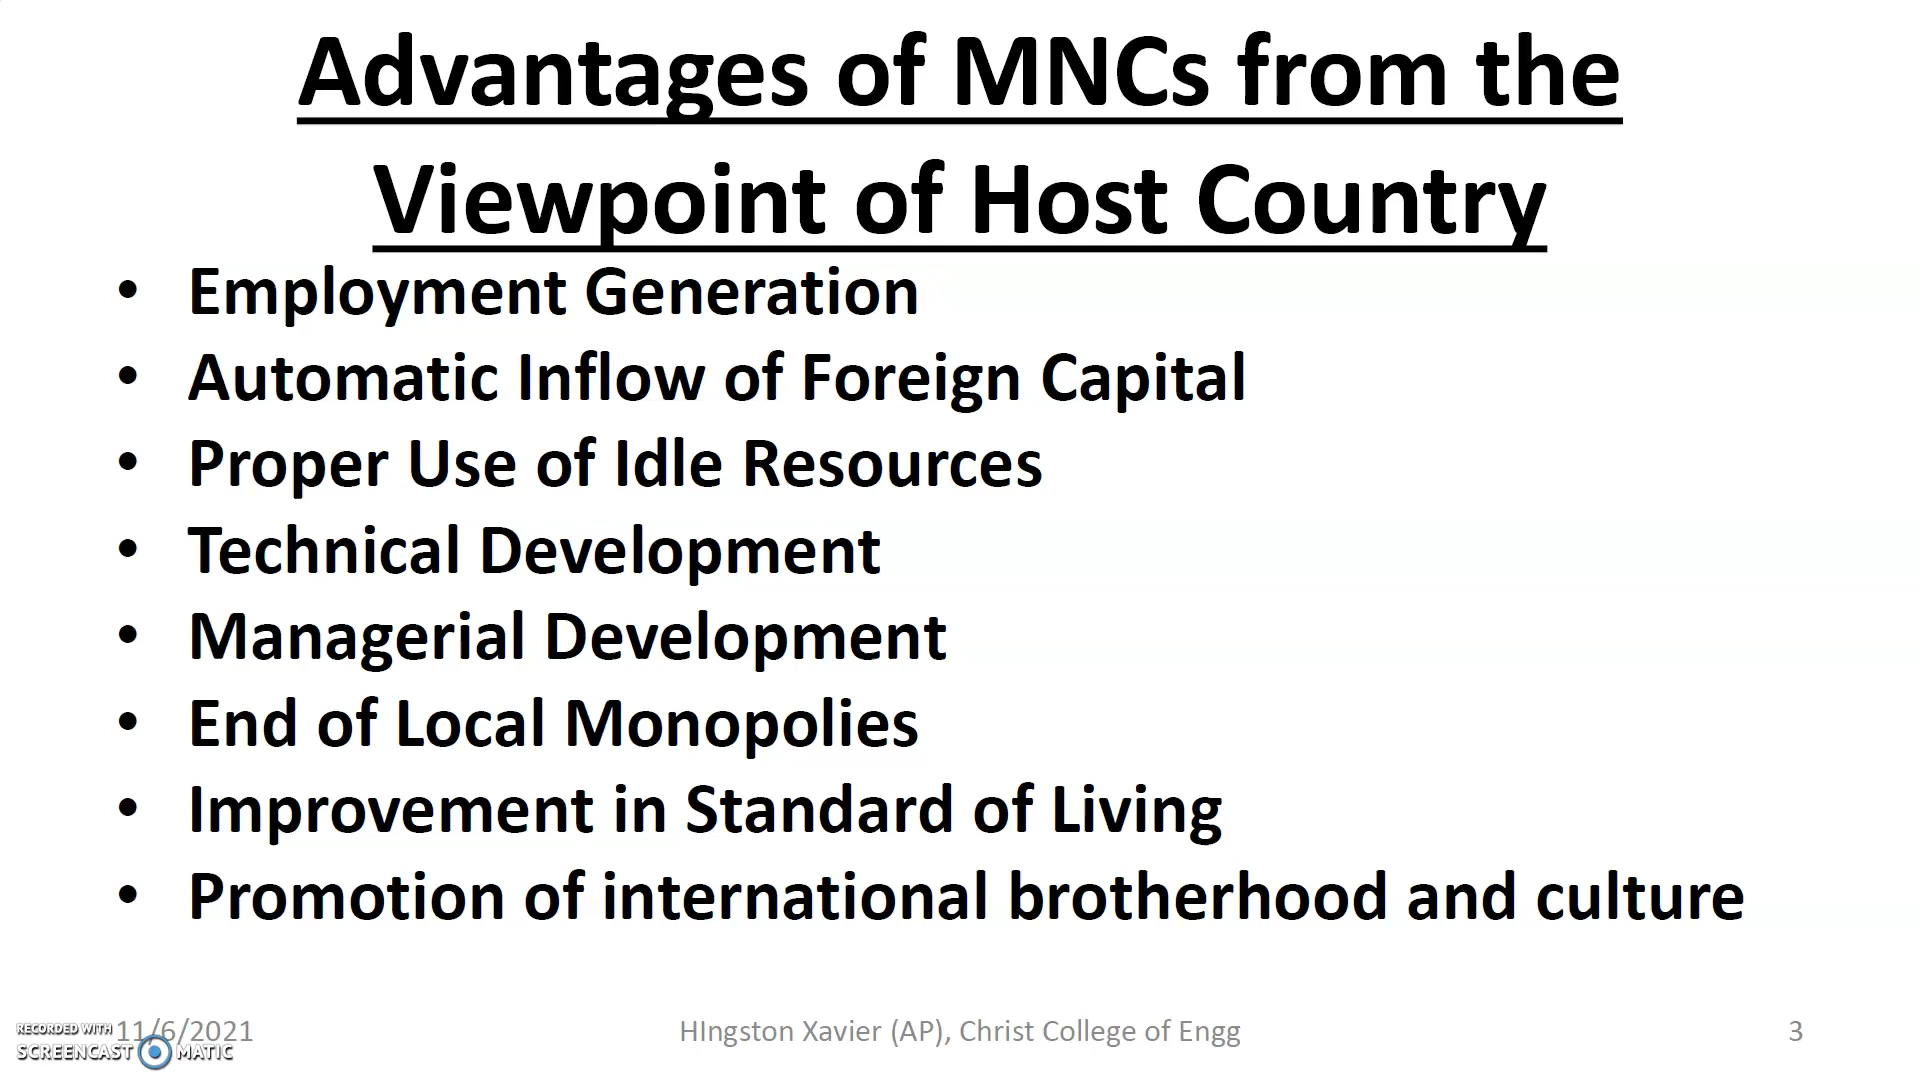 Advantages of MNCs from the
Viewpoint of Host Country
• Employment Generation
• Automatic Inflow of Foreign Capital
• Proper Use of Idle Resources
• Technical Development
• Managerial Development
• End of Local Monopolies
• Improvement in Standard of Living
• Promotion of international brotherhood and culture
RECORDED WITH
SCREENCAST MATIC
11/6/2021
HIngston Xavier (AP), Christ College of Engg
3